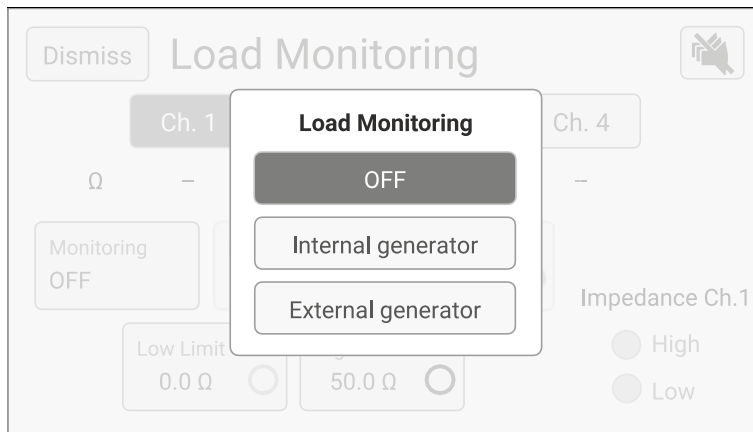 Dismiss
Load Monitoring
Ch. 1
Load Monitoring
Ch. 4
OFF
Ω – --
Internal generator
Monitoring
OFF
External generator
Impedance Ch.1
High
Low Limit
0.0 Ω
50.0 Ω
Low